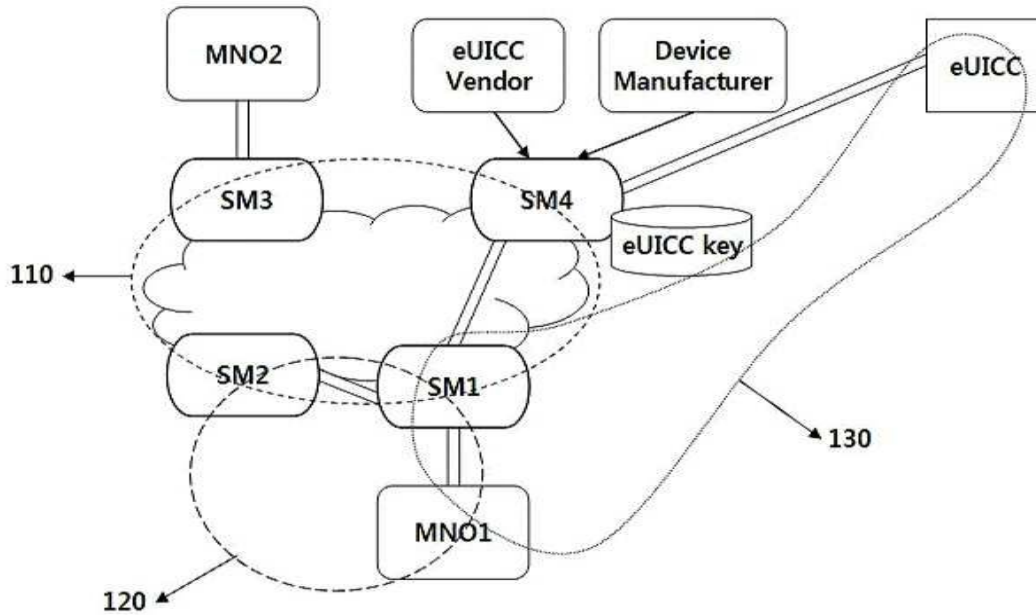 MNO2
eUICC
Vendor
Device
Manufacturer
eUICC
SM3
SM4
eUICC key
110
SM2
SM1
130
MNO1
120